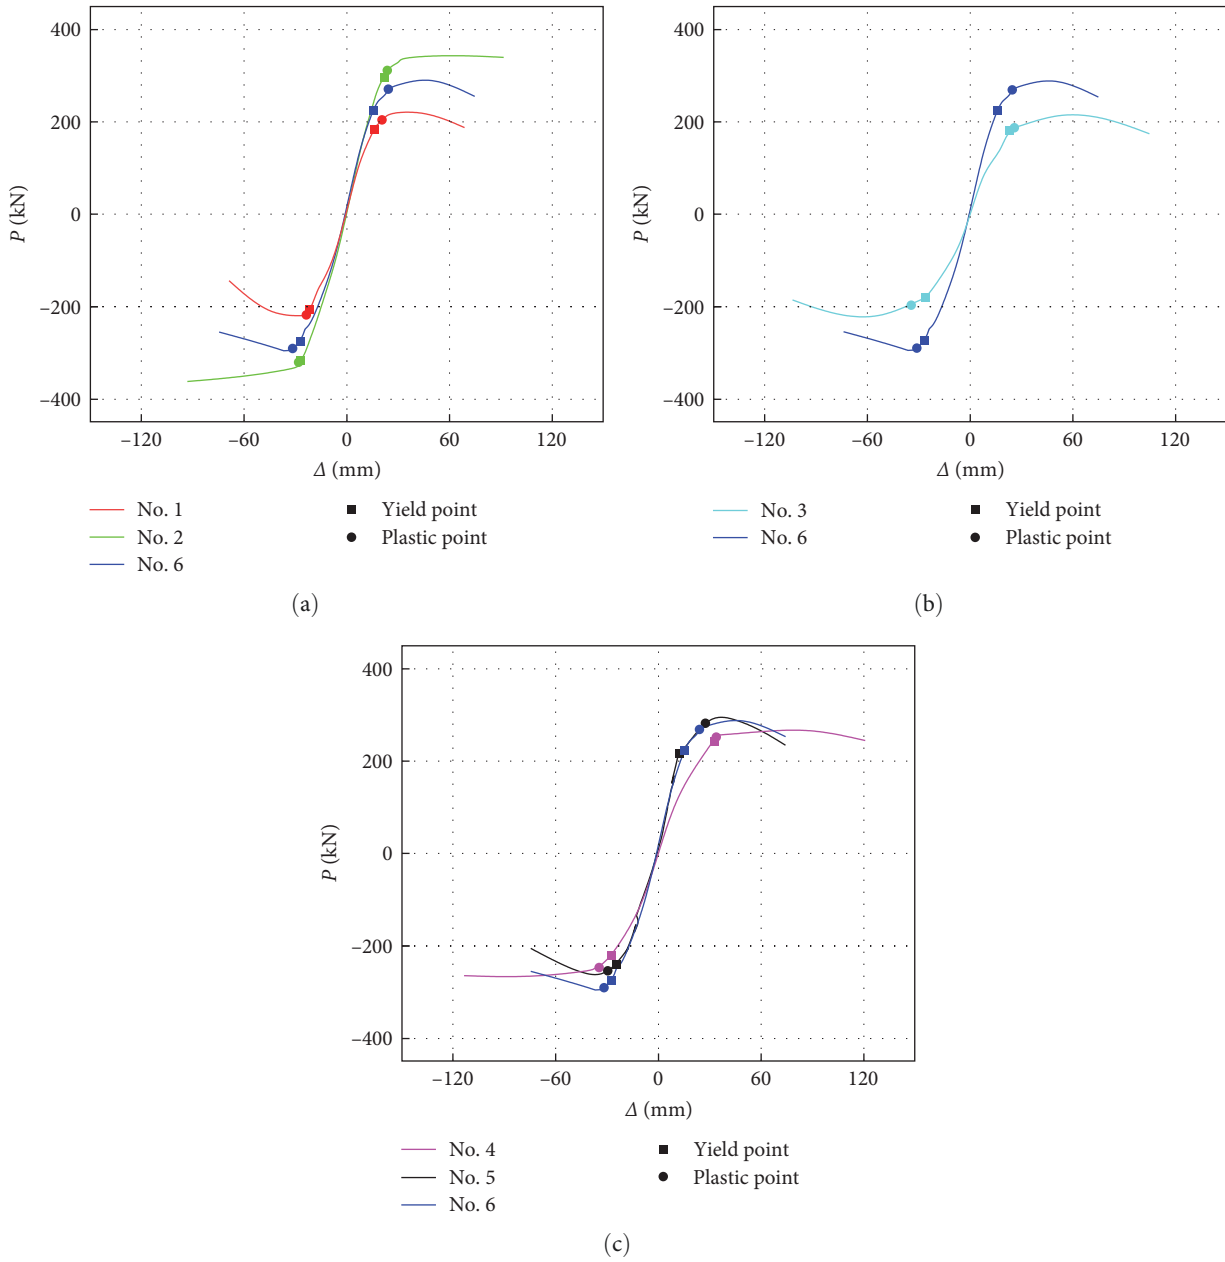 400
200
0
−200
−400
P (kN)
−120 −60 0 60 120
Δ (mm)
No. 1 Yield point
No. 2 Plastic point
No. 6
(a)
400
200
0
−200
−400
P (kN)
−120 −60 0 60 120
Δ (mm)
No. 3 Yield point
No. 6 Plastic point
(b)
400
200
0
−200
−400
P (kN)
−120 −60 0 60 120
Δ (mm)
No. 4 Yield point
No. 5 Plastic point
No. 6
(c)